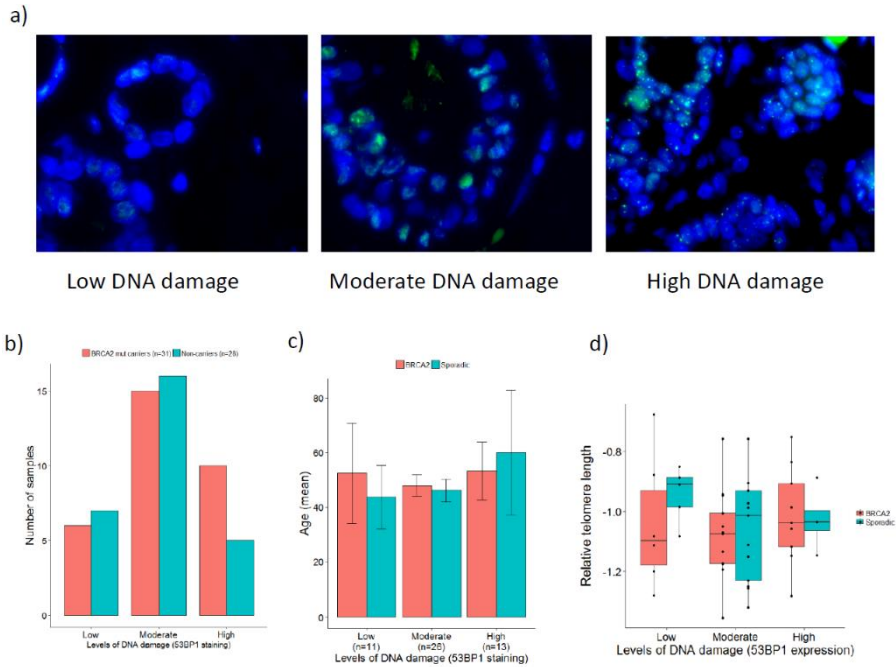 a)
Low DNA damage
Moderate DNA damage
High DNA damage
b)
BRCA2 mut carriers (n=31)
Non-carriers (n=28)
Number of samples
15
10
5
0
Low
Moderate
High
Levels of DNA damage (53BP1 staining)
c)
BRCA2
Sporadic
Age (mean)
80
60
40
20
0
Low
(n=11)
Moderate
(n=28)
High
(n=13)
Levels of DNA damage (53BP1 staining)
d)
Relative telomere length
-0.8
-1.0
-1.2
BRCA2
Sporadic
Low
Moderate
High
Levels of DNA damage (53BP1 expression)